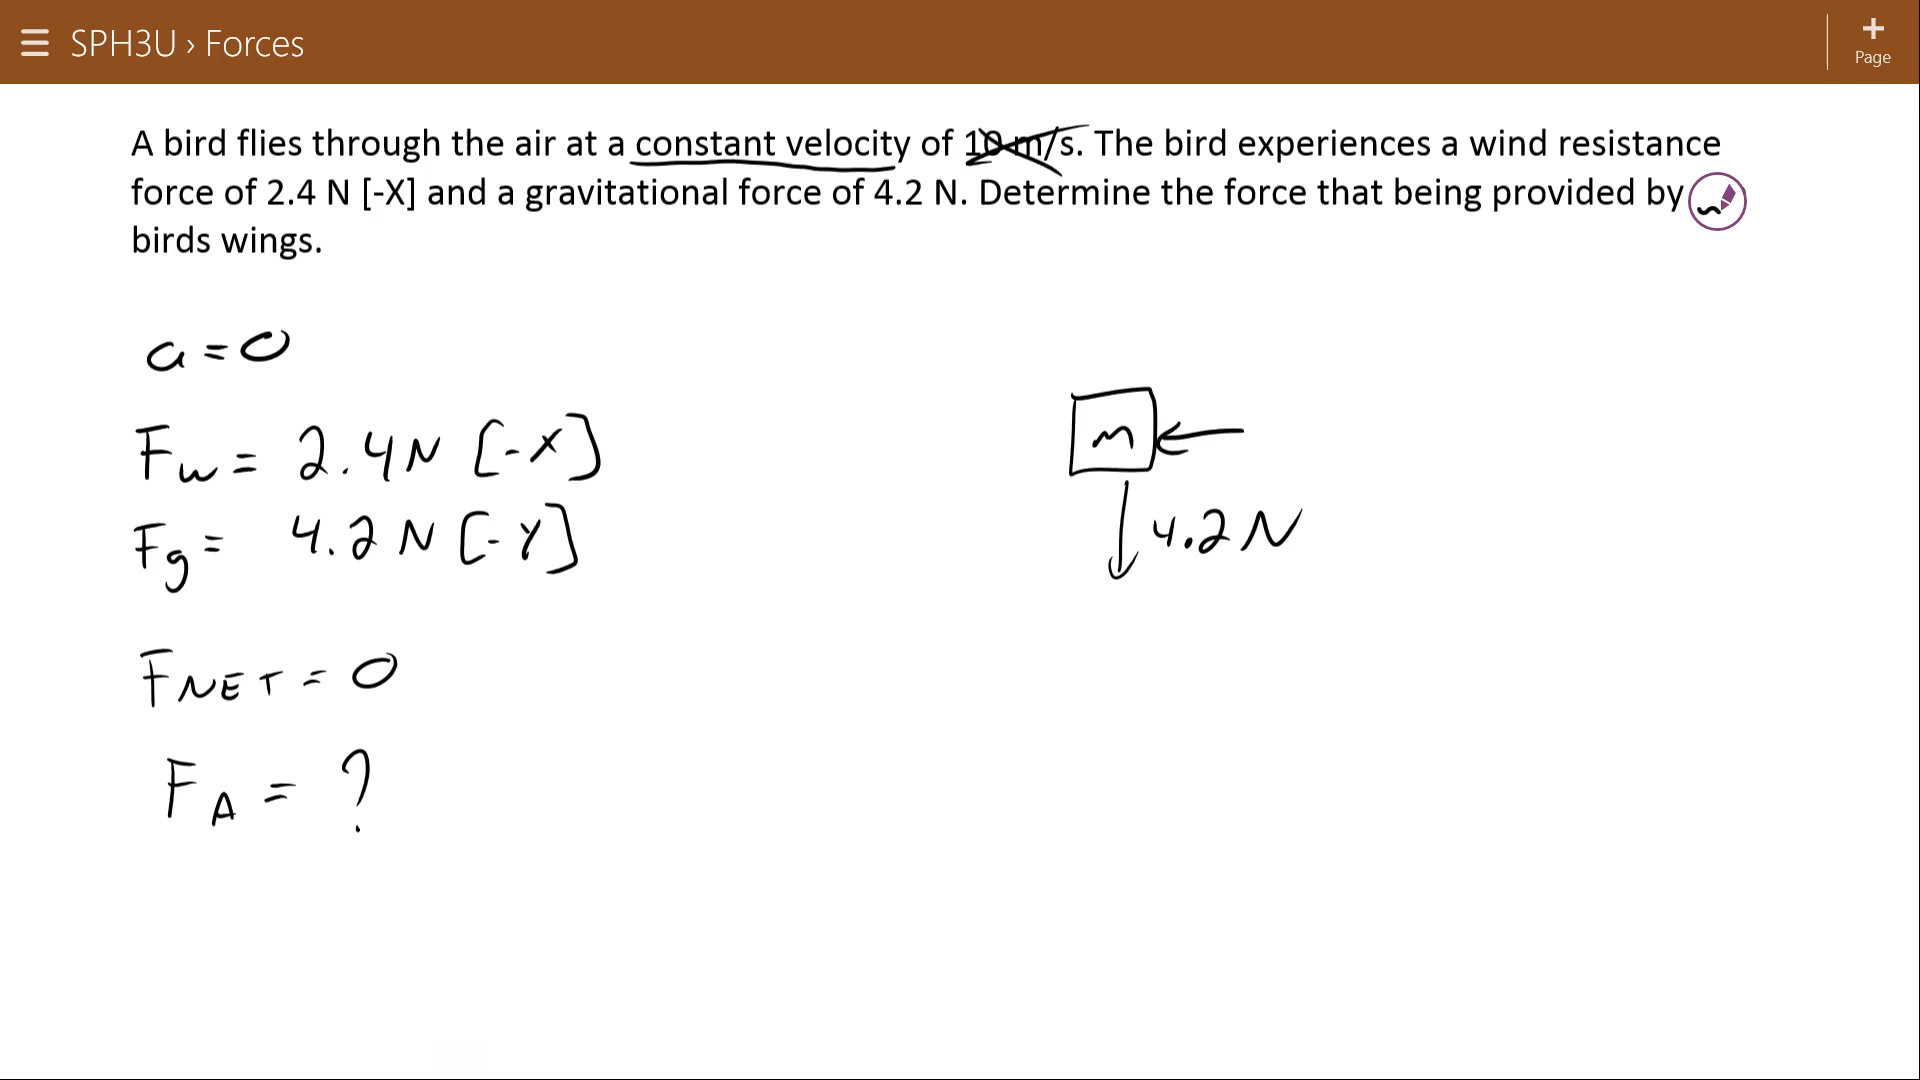 SPH3U › Forces
Page
A bird flies through the air at a constant velocity of 10 m/s. The bird experiences a wind resistance
force of 2.4 N [-X] and a gravitational force of 4.2 N. Determine the force that being provided by
birds wings.
a = 0
Fw = 2.4 N [-X]
Fg = 4.2 N [-Y]
FNET = 0
FA = ?
m
4.2 N